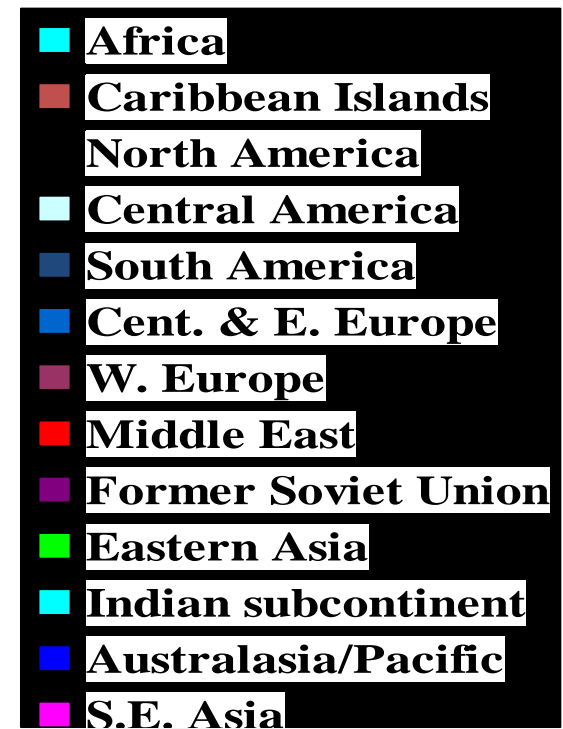 Africa
Caribbean Islands
North America
Central America
South America
Cent. & E. Europe
W. Europe
Middle East
Former Soviet Union
Eastern Asia
Indian subcontinent
Australasia/Pacific
S.E. Asia